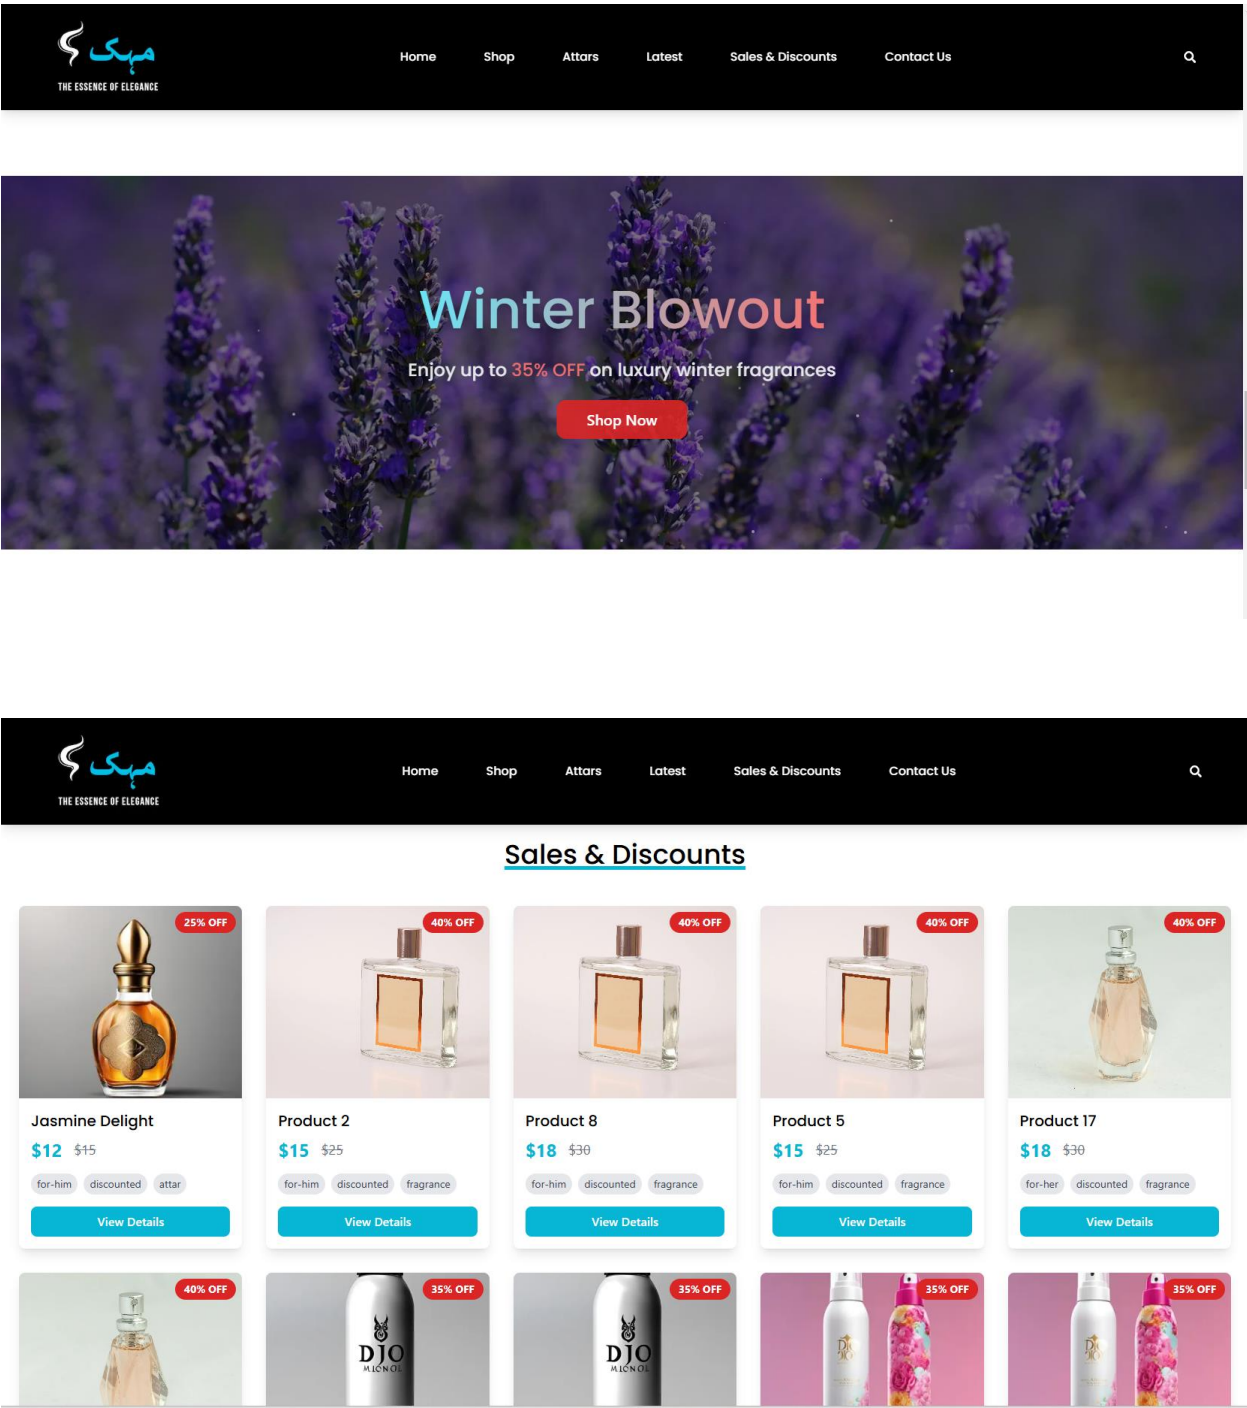 مہک
THE ESSENCE OF ELEGANCE
Home Shop Attars Latest Sales & Discounts Contact Us
Winter Blowout
Enjoy up to 35% OFF on luxury winter fragrances
Shop Now
مہک
THE ESSENCE OF ELEGANCE
Home Shop Attars Latest Sales & Discounts Contact Us
Sales & Discounts
25% OFF 40% OFF 40% OFF 40% OFF 40% OFF
Jasmine Delight Product 2 Product 8 Product 5 Product 17
$12 $15 $15 $25 $18 $30 $15 $25 $18 $30
for-him discounted attar for-him discounted fragrance for-him discounted fragrance for-him discounted fragrance for-her discounted fragrance
View Details View Details View Details View Details View Details
40% OFF 35% OFF 35% OFF 35% OFF 35% OFF
DJO DJO